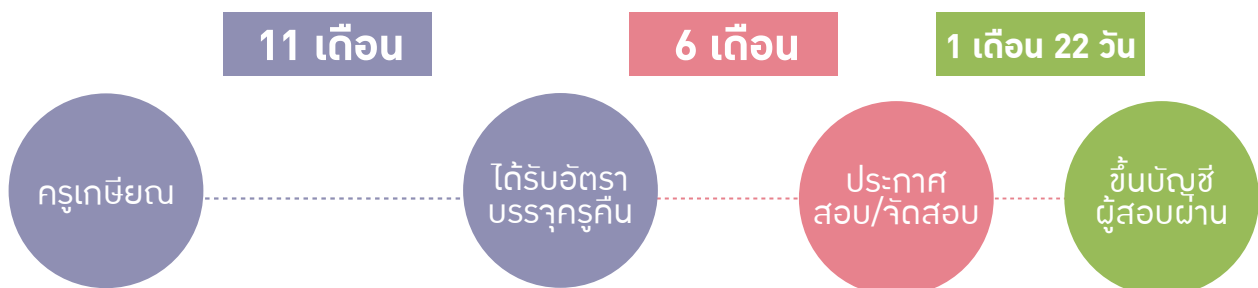 11 เดือน
6 เดือน
1 เดือน 22 วัน
ครูเกษียณ
ได้รับอัตรา
บรรจุครูคืน
ประกาศ
สอบ/จัดสอบ
ขึ้นบัญชี
ผู้สอบผ่าน